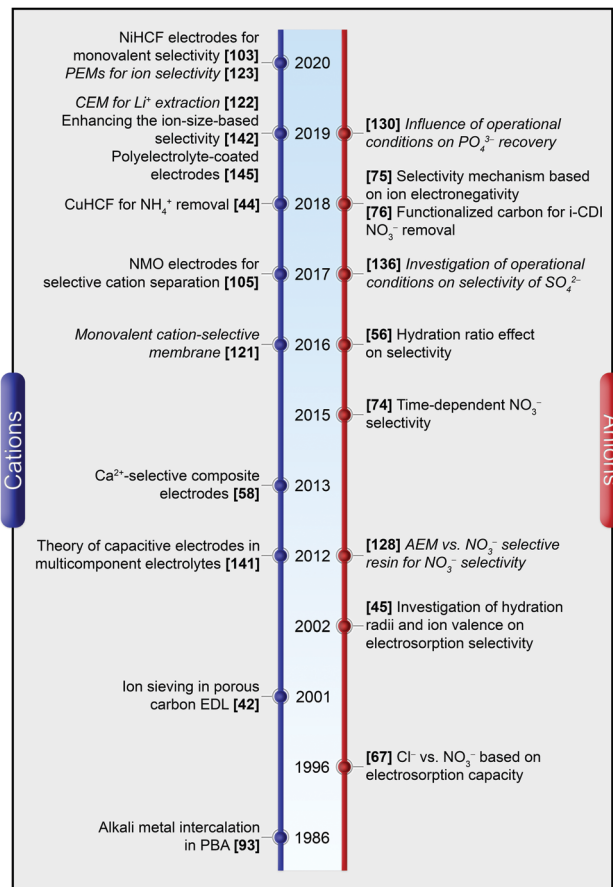 NiHCF electrodes for
monovalent selectivity [103]
PEMs for ion selectivity [123]
2020
CEM for Li⁺ extraction [122]
Enhancing the ion-size-based
selectivity [142]
Polyelectrolyte-coated
electrodes [145]
2019
[130] Influence of operational
conditions on PO₄³⁻ recovery
CuHCF for NH₄⁺ removal [44]
2018
[75] Selectivity mechanism based
on ion electronegativity
[76] Functionalized carbon for i-CDI
NO₃⁻ removal
NMO electrodes for
selective cation separation [105]
2017
[136] Investigation of operational
conditions on selectivity of SO₄²⁻
Monovalent cation-selective
membrane [121]
2016
[56] Hydration ratio effect
on selectivity
Cations
2015
[74] Time-dependent NO₃⁻
selectivity
Anions
Ca²⁺-selective composite
electrodes [58]
2013
Theory of capacitive electrodes in
multicomponent electrolytes [141]
2012
[128] AEM vs. NO₃⁻ selective
resin for NO₃⁻ selectivity
2002
[45] Investigation of hydration
radii and ion valence on
electrosorption selectivity
Ion sieving in porous
carbon EDL [42]
2001
1996
[67] Cl⁻ vs. NO₃⁻ based on
electrosorption capacity
Alkali metal intercalation
in PBA [93]
1986